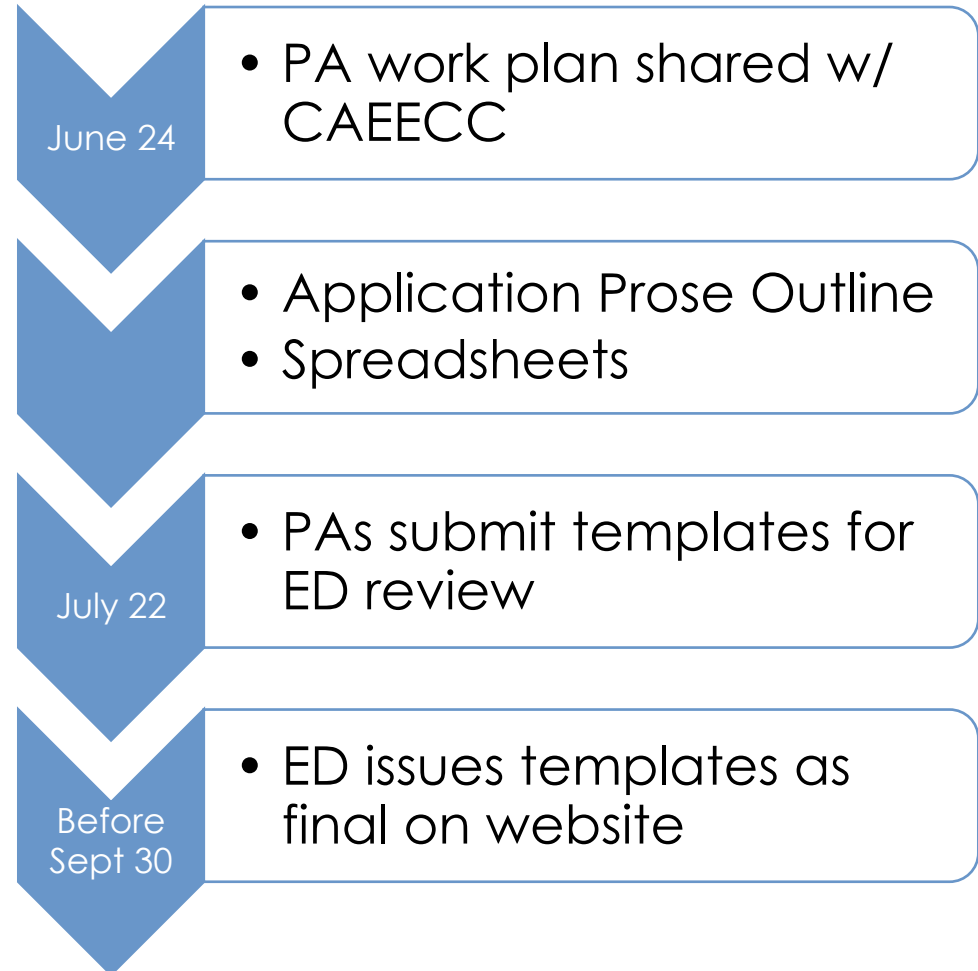 June 24
• PA work plan shared w/
CAEECC
• Application Prose Outline
• Spreadsheets
July 22
• PAs submit templates for
ED review
Before
Sept 30
• ED issues templates as
final on website